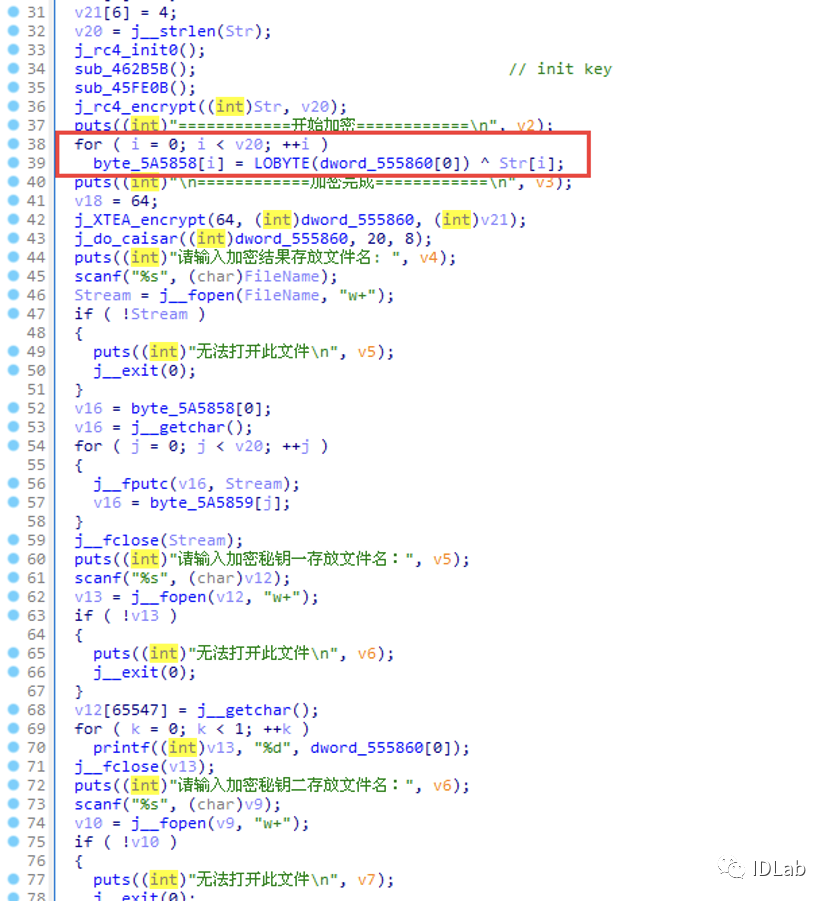 31 v21[6] = 4;
32 v20 = j__strlen(Str);
33 j_rc4_init0();
34 sub_462B5B(); // init key
35 sub_45FE0B();
36 j_rc4_encrypt((int)Str, v20);
37 puts((int)"============开始加密============\n", v2);
38 for ( i = 0; i < v20; ++i )
39 byte_5A5858[i] = LOBYTE(dword_555860[0]) ^ Str[i];
40 puts((int)"\n============加密完成============\n", v3);
41 v18 = 64;
42 j_XTEA_encrypt(64, (int)dword_555860, (int)v21);
43 j_do_caisar((int)dword_555860, 20, 8);
44 puts((int)"请输入加密结果存放文件名: ", v4);
45 scanf("%s", (char)FileName);
46 Stream = j__fopen(FileName, "w+");
47 if ( !Stream )
48 {
49 puts((int)"无法打开此文件\n", v5);
50 j__exit(0);
51 }
52 v16 = byte_5A5858[0];
53 v16 = j__getchar();
54 for ( j = 0; j < v20; ++j )
55 {
56 j__fputc(v16, Stream);
57 v16 = byte_5A5859[j];
58 }
59 j__fclose(Stream);
60 puts((int)"请输入加密秘钥一存放文件名：", v5);
61 scanf("%s", (char)v12);
62 v13 = j__fopen(v12, "w+");
63 if ( !v13 )
64 {
65 puts((int)"无法打开此文件\n", v6);
66 j__exit(0);
67 }
68 v12[65547] = j__getchar();
69 for ( k = 0; k < 1; ++k )
70 printf((int)v13, "%d", dword_555860[0]);
71 j__fclose(v13);
72 puts((int)"请输入加密秘钥二存放文件名：", v6);
73 scanf("%s", (char)v9);
74 v10 = j__fopen(v9, "w+");
75 if ( !v10 )
76 {
77 puts((int)"无法打开此文件\n", v7);
78 j__exit(0);
IDLab